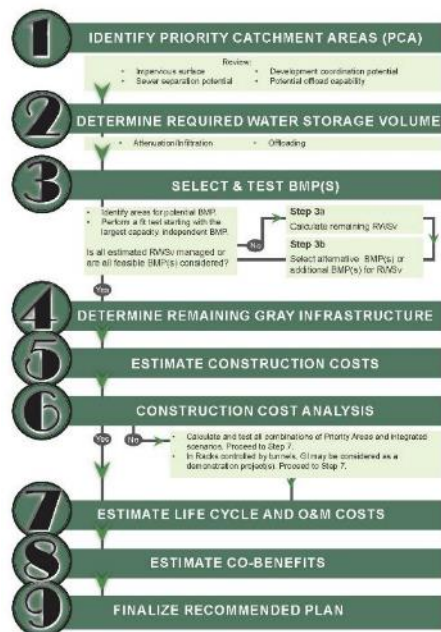 1 IDENTIFY PRIORITY CATCHMENT AREAS (PCA)
Review:
• Impervious surface
• Sewer separation potential
• Development coordination potential
• Potential offload capability
2 DETERMINE REQUIRED WATER STORAGE VOLUME
• Attenuation/Infiltration
• Offloading
3 SELECT & TEST BMP(S)
• Identify areas for potential BMP.
• Perform a fit test starting with the
largest capacity independent BMP.
Is all estimated RWSv managed or
are all feasible BMP(s) considered?
No
Step 3a
Calculate remaining RWSv
Step 3b
Select alternative BMP(s) or
additional BMP(s) for RWSv
Yes
4 DETERMINE REMAINING GRAY INFRASTRUCTURE
5 ESTIMATE CONSTRUCTION COSTS
6 CONSTRUCTION COST ANALYSIS
Yes
No
• Calculate and test all combinations of Priority Areas and integrated
scenarios. Proceed to Step 7.
• In Racks controlled by tunnels, GI may be considered as a
demonstration project(s). Proceed to Step 7.
7 ESTIMATE LIFE CYCLE AND O&M COSTS
8 ESTIMATE CO-BENEFITS
9 FINALIZE RECOMMENDED PLAN